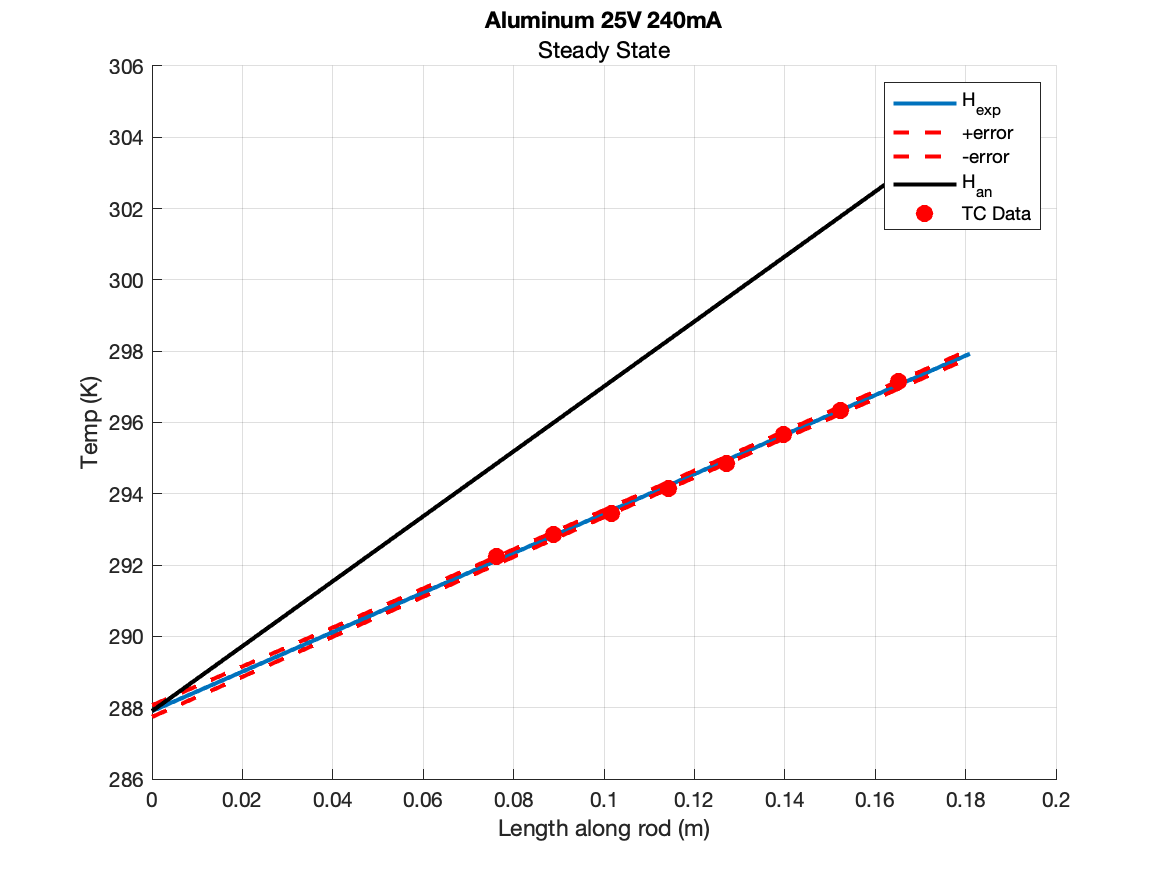 Aluminum 25V 240mA
Steady State
306
304
302
300
298
296
294
292
290
288
286
Temp (K)
H_exp
+error
-error
H_an
TC Data
0 0.02 0.04 0.06 0.08 0.1 0.12 0.14 0.16 0.18 0.2
Length along rod (m)